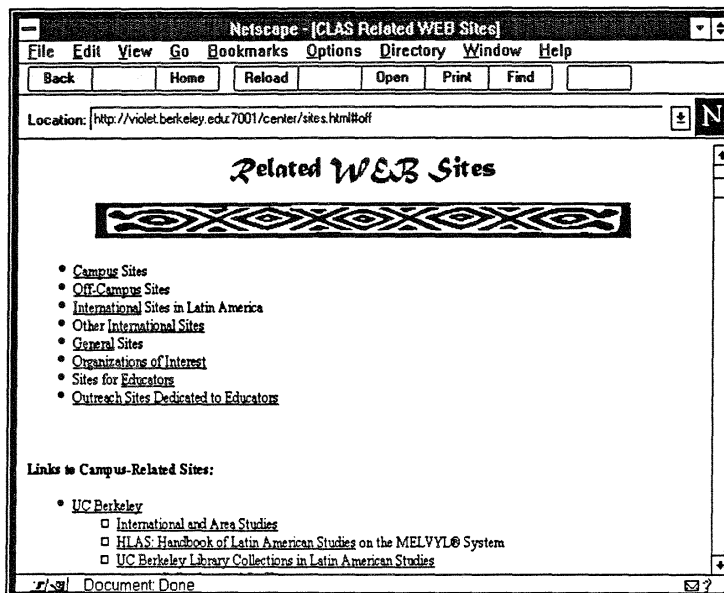 Netscape - [CLAS Related WEB Sites]
File Edit View Go Bookmarks Options Directory Window Help
Back Home Reload Open Print Find
Location: http://violet.berkeley.edu:7001/center/sites.html#off N
Related WEB Sites
Campus Sites
Off-Campus Sites
International Sites in Latin America
Other International Sites
General Sites
Organizations of Interest
Sites for Educators
Outreach Sites Dedicated to Educators
Links to Campus-Related Sites:
UC Berkeley
International and Area Studies
HLAS: Handbook of Latin American Studies on the MELVYL® System
UC Berkeley Library Collections in Latin American Studies
Document: Done ?